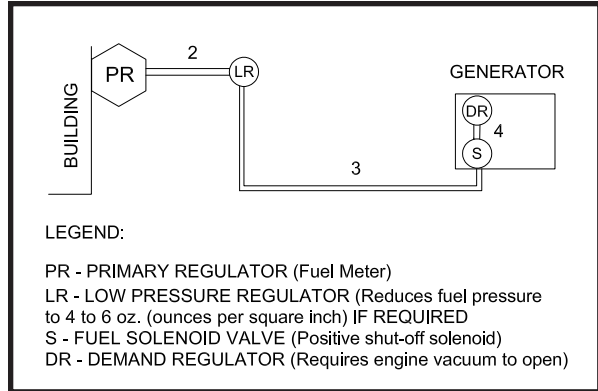 2
PR
LR
GENERATOR
BUILDING
DR
4
S
3
LEGEND:
PR - PRIMARY REGULATOR (Fuel Meter)
LR - LOW PRESSURE REGULATOR (Reduces fuel pressure
to 4 to 6 oz. (ounces per square inch) IF REQUIRED
S - FUEL SOLENOID VALVE (Positive shut-off solenoid)
DR - DEMAND REGULATOR (Requires engine vacuum to open)